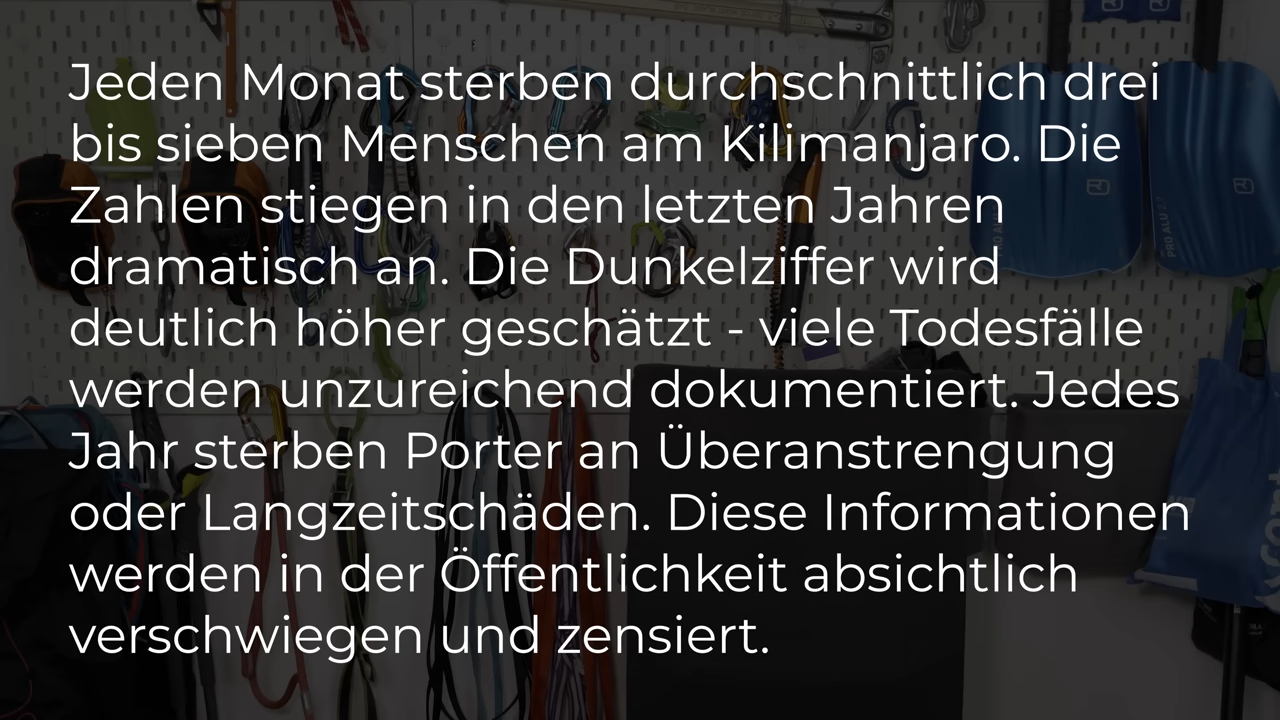 Jeden Monat sterben durchschnittlich drei
bis sieben Menschen am Kilimanjaro. Die
Zahlen stiegen in den letzten Jahren
dramatisch an. Die Dunkelziffer wird
deutlich höher geschätzt - viele Todesfälle
werden unzureichend dokumentiert. Jedes
Jahr sterben Porter an Überanstrengung
oder Langzeitschäden. Diese Informationen
werden in der Öffentlichkeit absichtlich
verschwiegen und zensiert.
PRO ALU